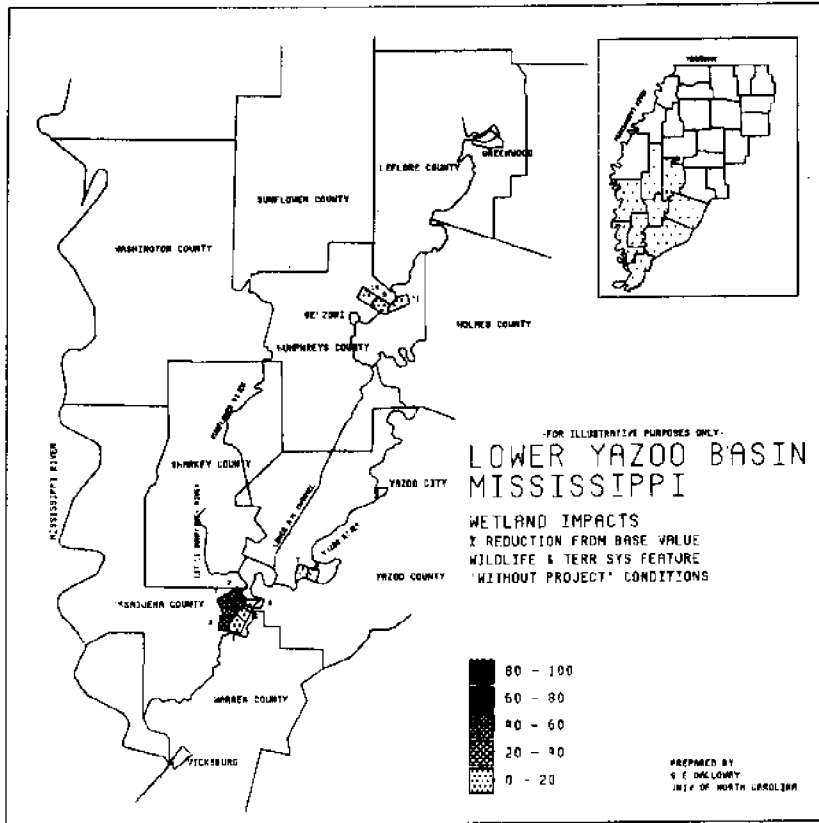 GREENWOOD
LEFLORE COUNTY
SUNFLOWER COUNTY
WASHINGTON COUNTY
HOLMES COUNTY
HUMPHREYS COUNTY
SHARKEY COUNTY
MISSISSIPPI RIVER
YAZOO CITY
YAZOO RIVER
YAZOO COUNTY
COUNTY
WARREN COUNTY
VICKSBURG
-FOR ILLUSTRATIVE PURPOSES ONLY-
LOWER YAZOO BASIN
MISSISSIPPI
WETLAND IMPACTS
% REDUCTION FROM BASE VALUE
WILDLIFE & TERR SYS FEATURE
'WITHOUT PROJECT' CONDITIONS
80 - 100
60 - 80
40 - 60
20 - 40
0 - 20
PREPARED BY
G E GALLOWAY
UNIV OF NORTH CAROLINA